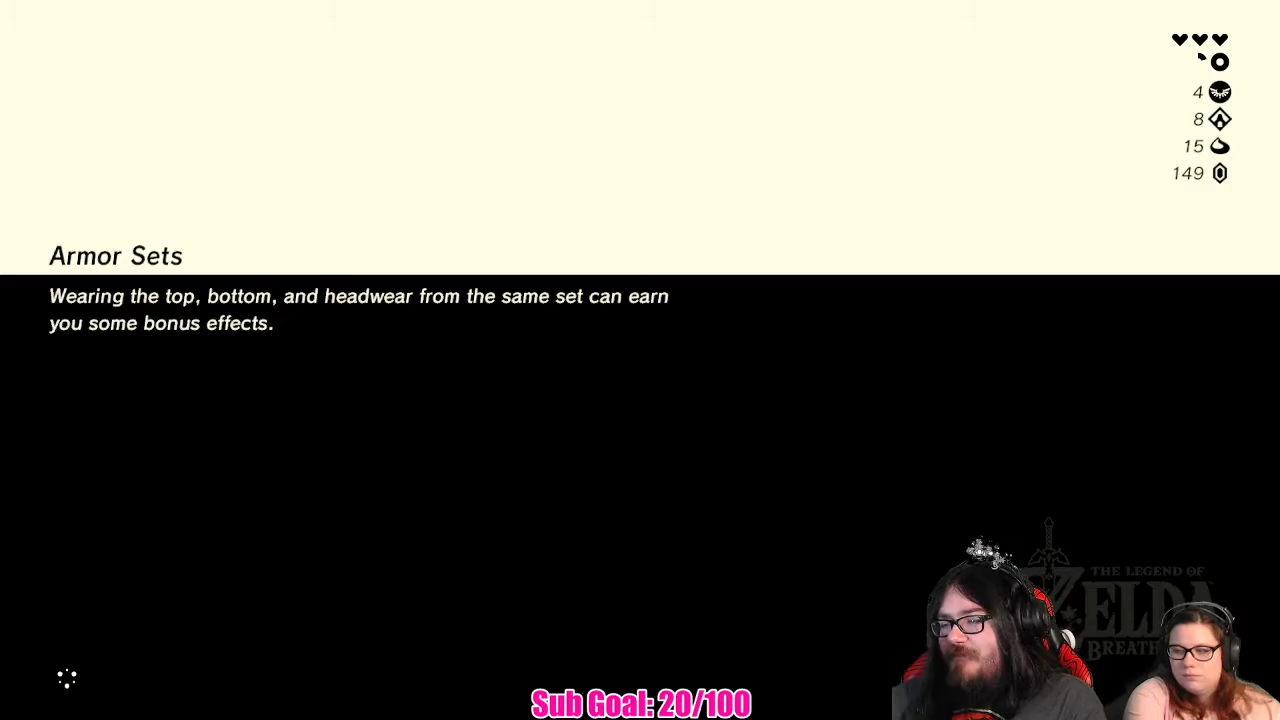 4
8
15
149
Armor Sets
Wearing the top, bottom, and headwear from the same set can earn
you some bonus effects.
THE LEGEND OF
ZELDA
BREATH
Sub Goal: 20/100